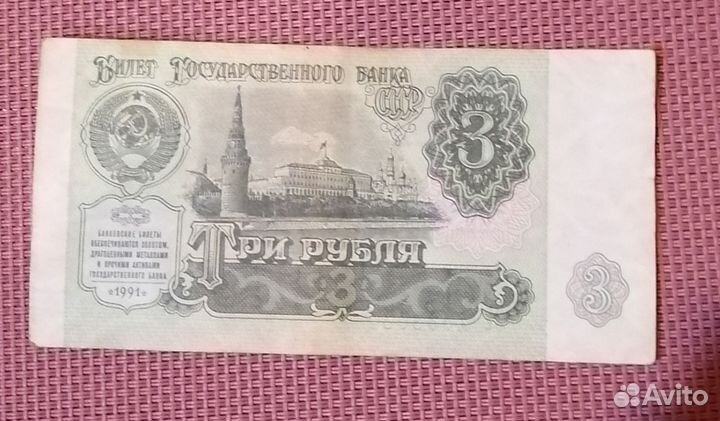 Билет Государственного Банка
СССР
3
Банковские билеты
обеспечиваются золотом,
драгоценными металлами
и прочими активами
Государственного банка
1991
Три рубля
3
3
Avito